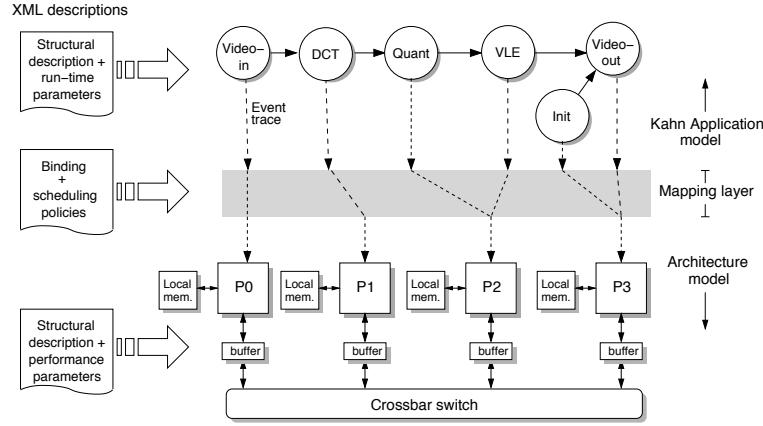 XML descriptions
Structural
description +
run−time
parameters
Video−
in
DCT
Quant
VLE
Video−
out
Init
Event
trace
Kahn Application
model
Binding
+
scheduling
policies
Mapping layer
Architecture
model
Local
mem.
P0
Local
mem.
P1
Local
mem.
P2
Local
mem.
P3
Structural
description +
performance
parameters
buffer
buffer
buffer
buffer
Crossbar switch